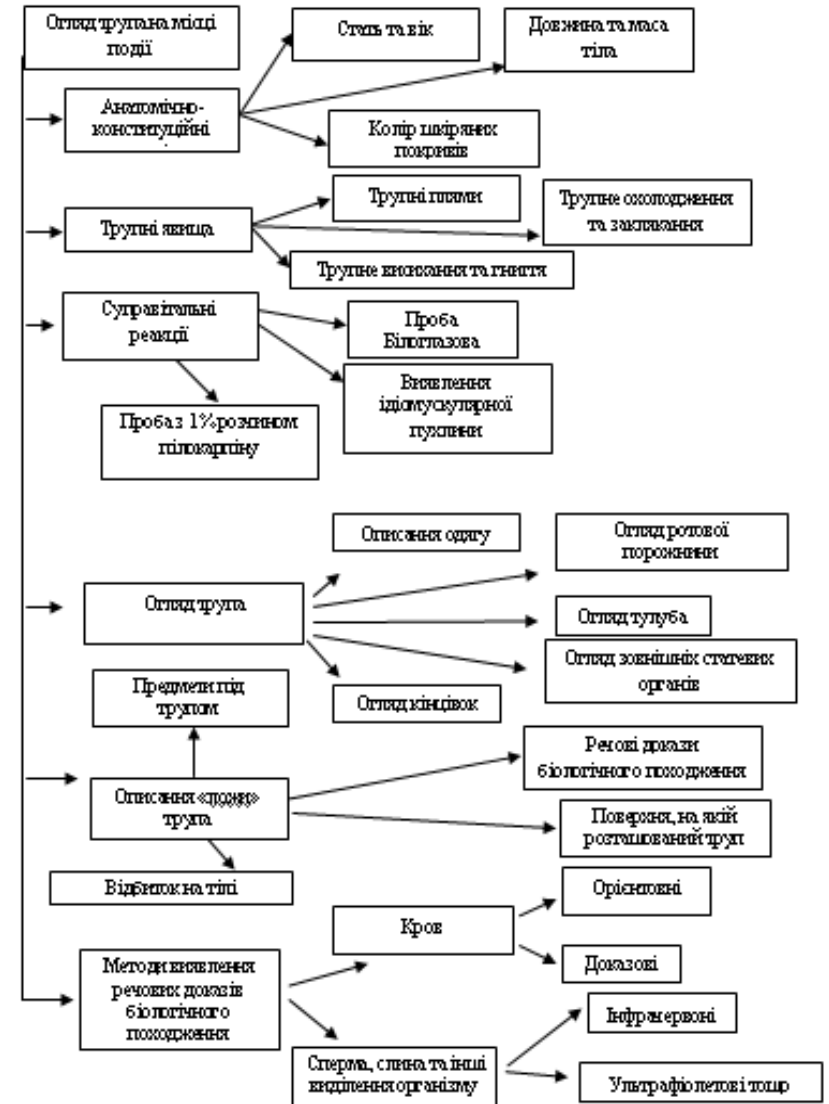 Огляд трупа на місці
події
Стать та вік
Довжина та маса
тіла
Анатомічно-
конституційні
Колір шкіряних
покривів
Трупні явища
Трупні плями
Трупне охолодження
та заклякання
Трупне висихання та гниття
Суправітальні
реакції
Проба
Білоглазова
Виявлення
ідіомускулярної
пухлини
Проба з 1% розчином
пілокарпіну
Описання одягу
Огляд ротової
порожнини
Огляд трупа
Огляд тулуба
Огляд зовнішніх статевих
органів
Огляд кінцівок
Предмети під
трупом
Описання «ложи»
трупа
Речові докази
біологічного походження
Поверхня, на якій
розташований труп
Відбиток на тілі
Методи виявлення
речових доказів
біологічного
походження
Кров
Орієнтовні
Доказові
Сперма, слина та інші
виділення організму
Інфрачервоні
Ультрафіолетові тощо